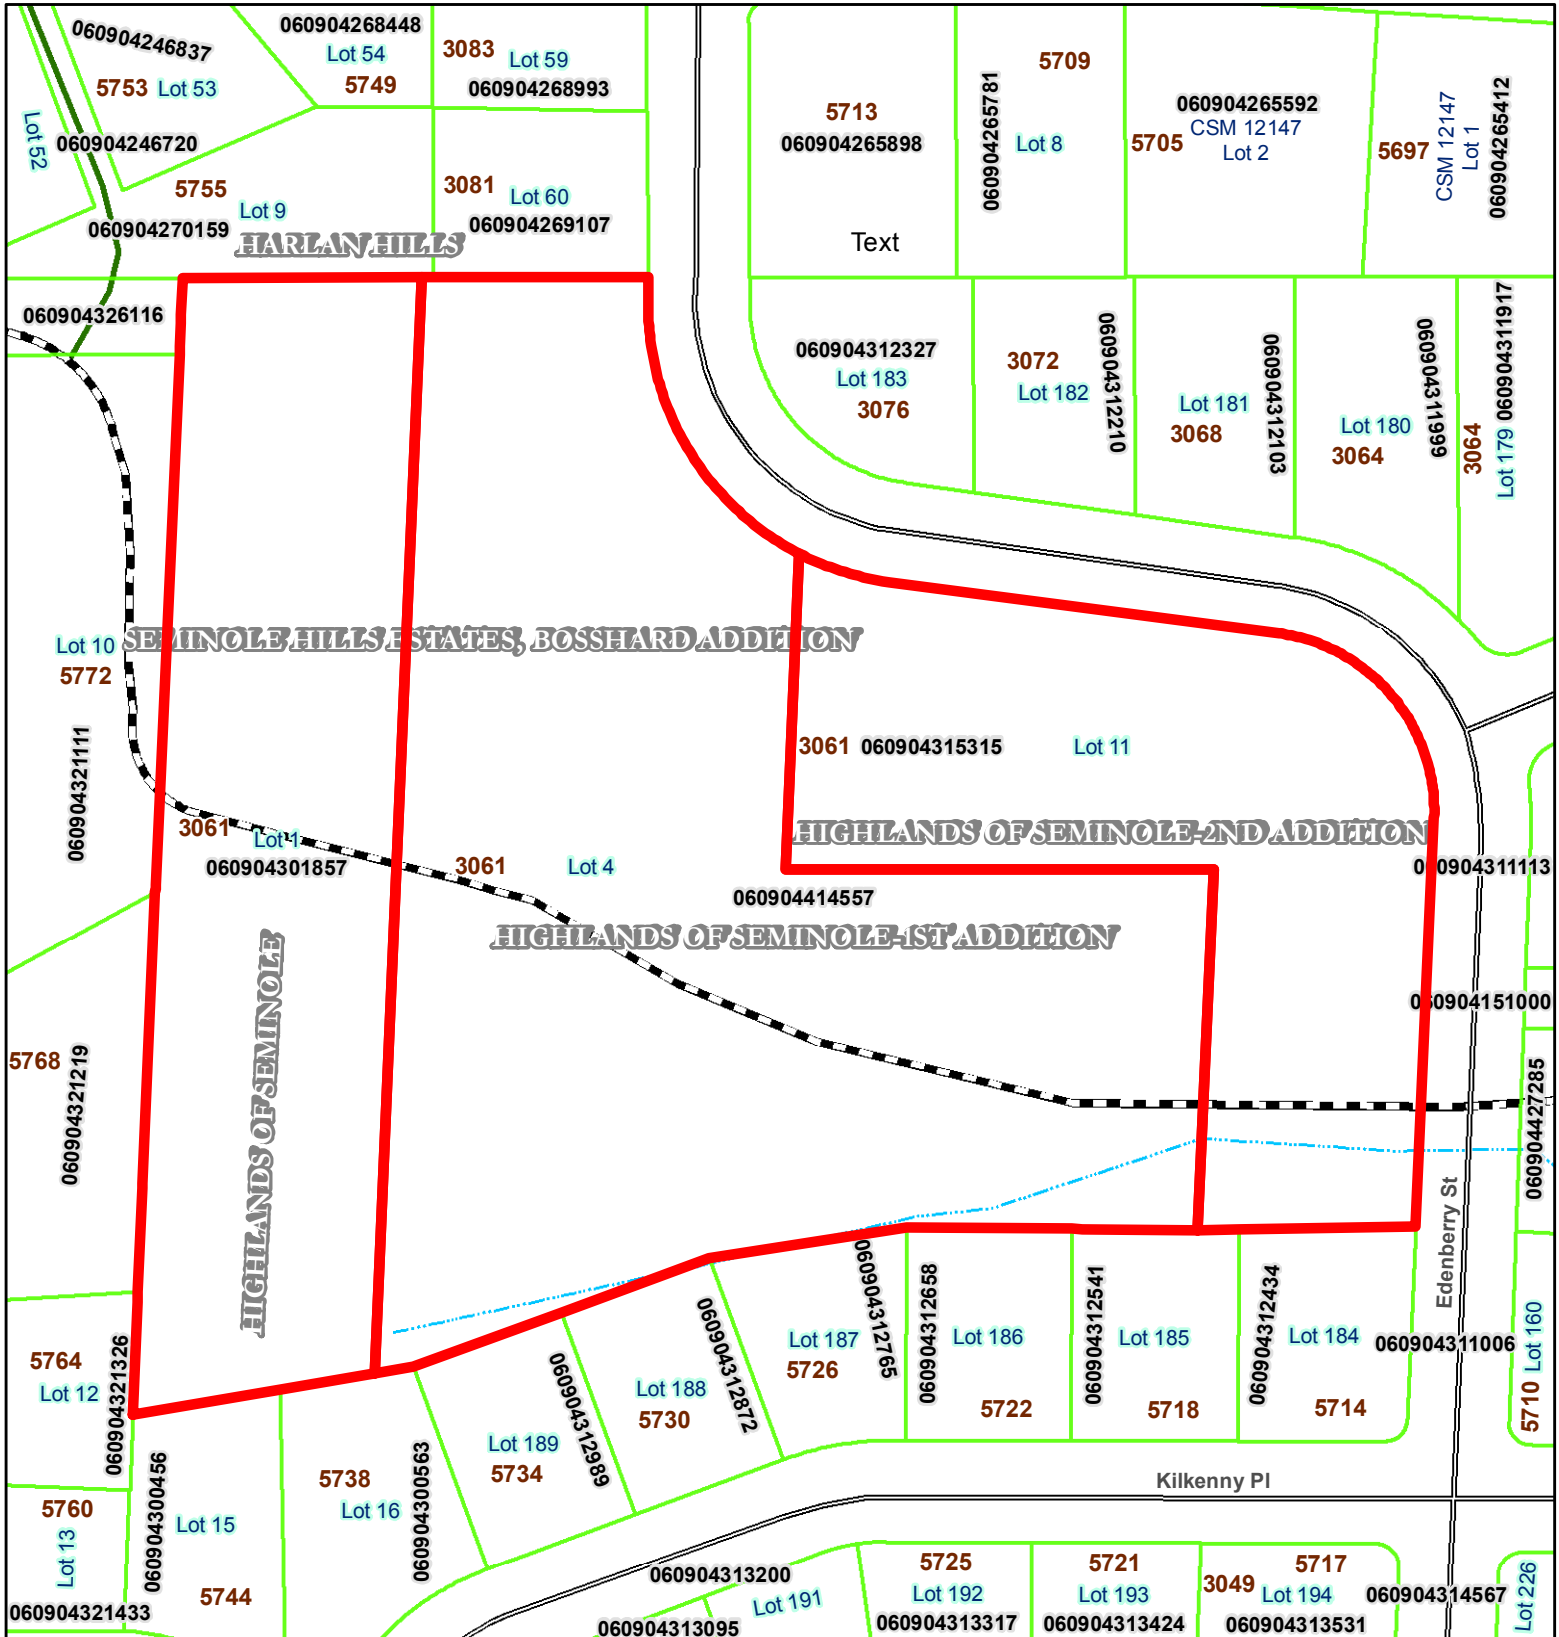 060904246837
060904268448
Lot 54
5749
3083
Lot 59
060904268993
5753 Lot 53
5709
060904265781
Lot 8
5713
060904265898
060904265592
CSM 12147
5705
Lot 2
5697
CSM 12147
Lot 1
060904265412
Lot 52
060904246720
5755
Lot 9
060904270159
3081
Lot 60
060904269107
HARLAN HILLS
Text
060904326116
060904312327
Lot 183
3076
3072
Lot 182
060904312210
Lot 181
3068
060904312103
Lot 180
3064
060904311999
3064
Lot 179 060904311917
Lot 10
5772
SEMINOLE HILLS ESTATES, BOSSHARD ADDITION
060904321111
3061 060904315315
Lot 11
3061
Lot 1
060904301857
3061
Lot 4
HIGHLANDS OF SEMINOLE-2ND ADDITION
060904311113
060904414557
HIGHLANDS OF SEMINOLE-1ST ADDITION
HIGHLANDS OF SEMINOLE
060904151000
5768
060904321219
060904427285
Edenberry St
060904312765
060904312658
060904312541
060904312434
060904312872
Lot 187
5726
Lot 186
5722
Lot 185
5718
Lot 184
5714
060904311006
Lot 160
5710
5764
Lot 12
060904321326
Lot 188
5730
060904312989
Lot 189
5734
060904300456
5738
Lot 16
060904300563
Kilkenny Pl
5760
Lot 13
Lot 15
5744
060904321433
060904313200
Lot 191
060904313095
5725
Lot 192
060904313317
5721
Lot 193
060904313424
3049
5717
Lot 194
060904313531
060904314567
Lot 226